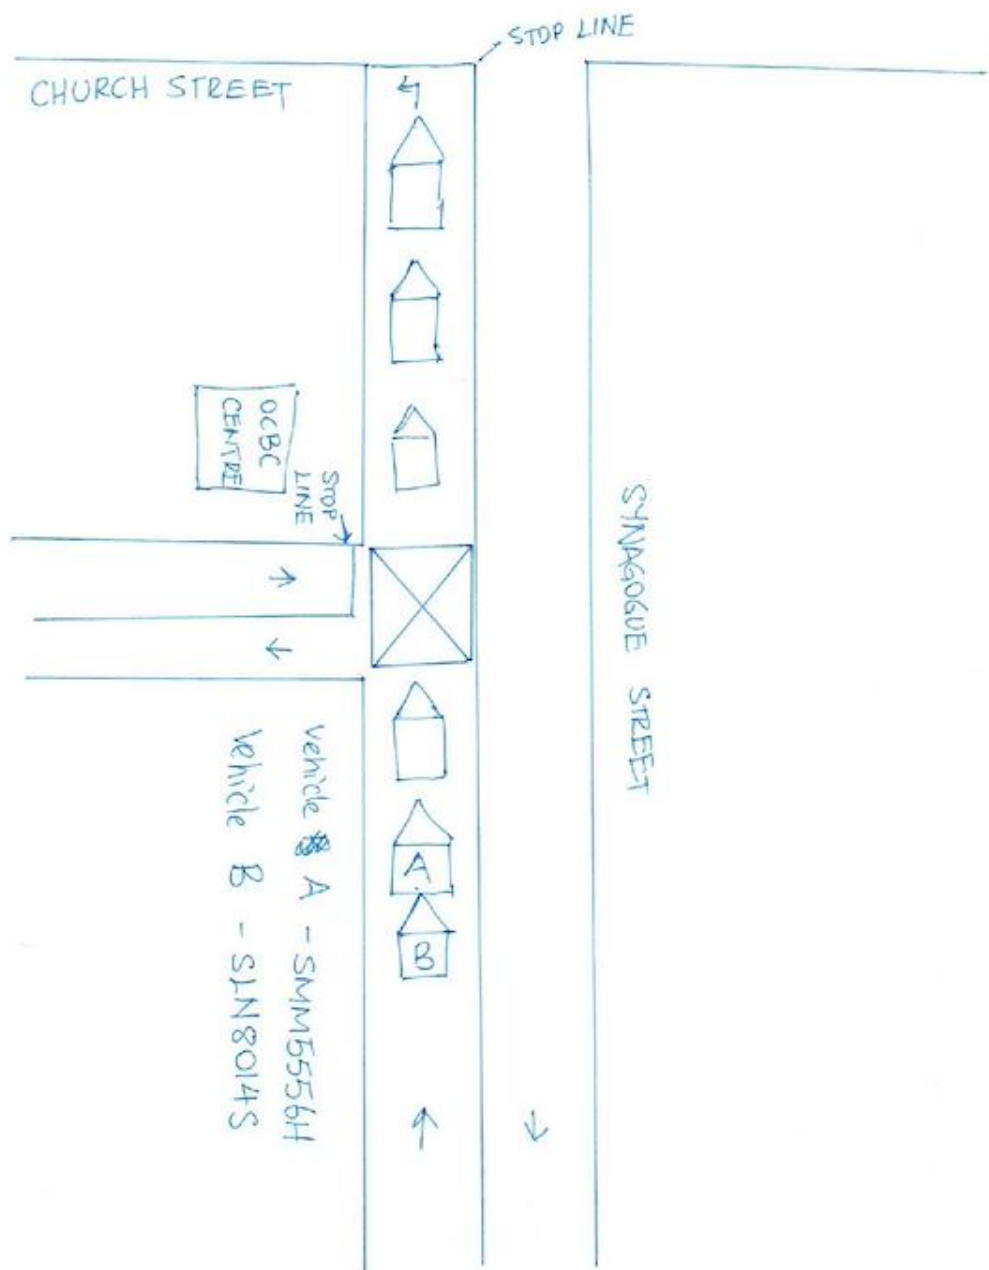 STOP LINE
CHURCH STREET
OCBC
CENTRE
STOP
LINE
SYNAGOGUE STREET
A
B
Vehicle A - SMM5556H
Vehicle B - SLN8014S